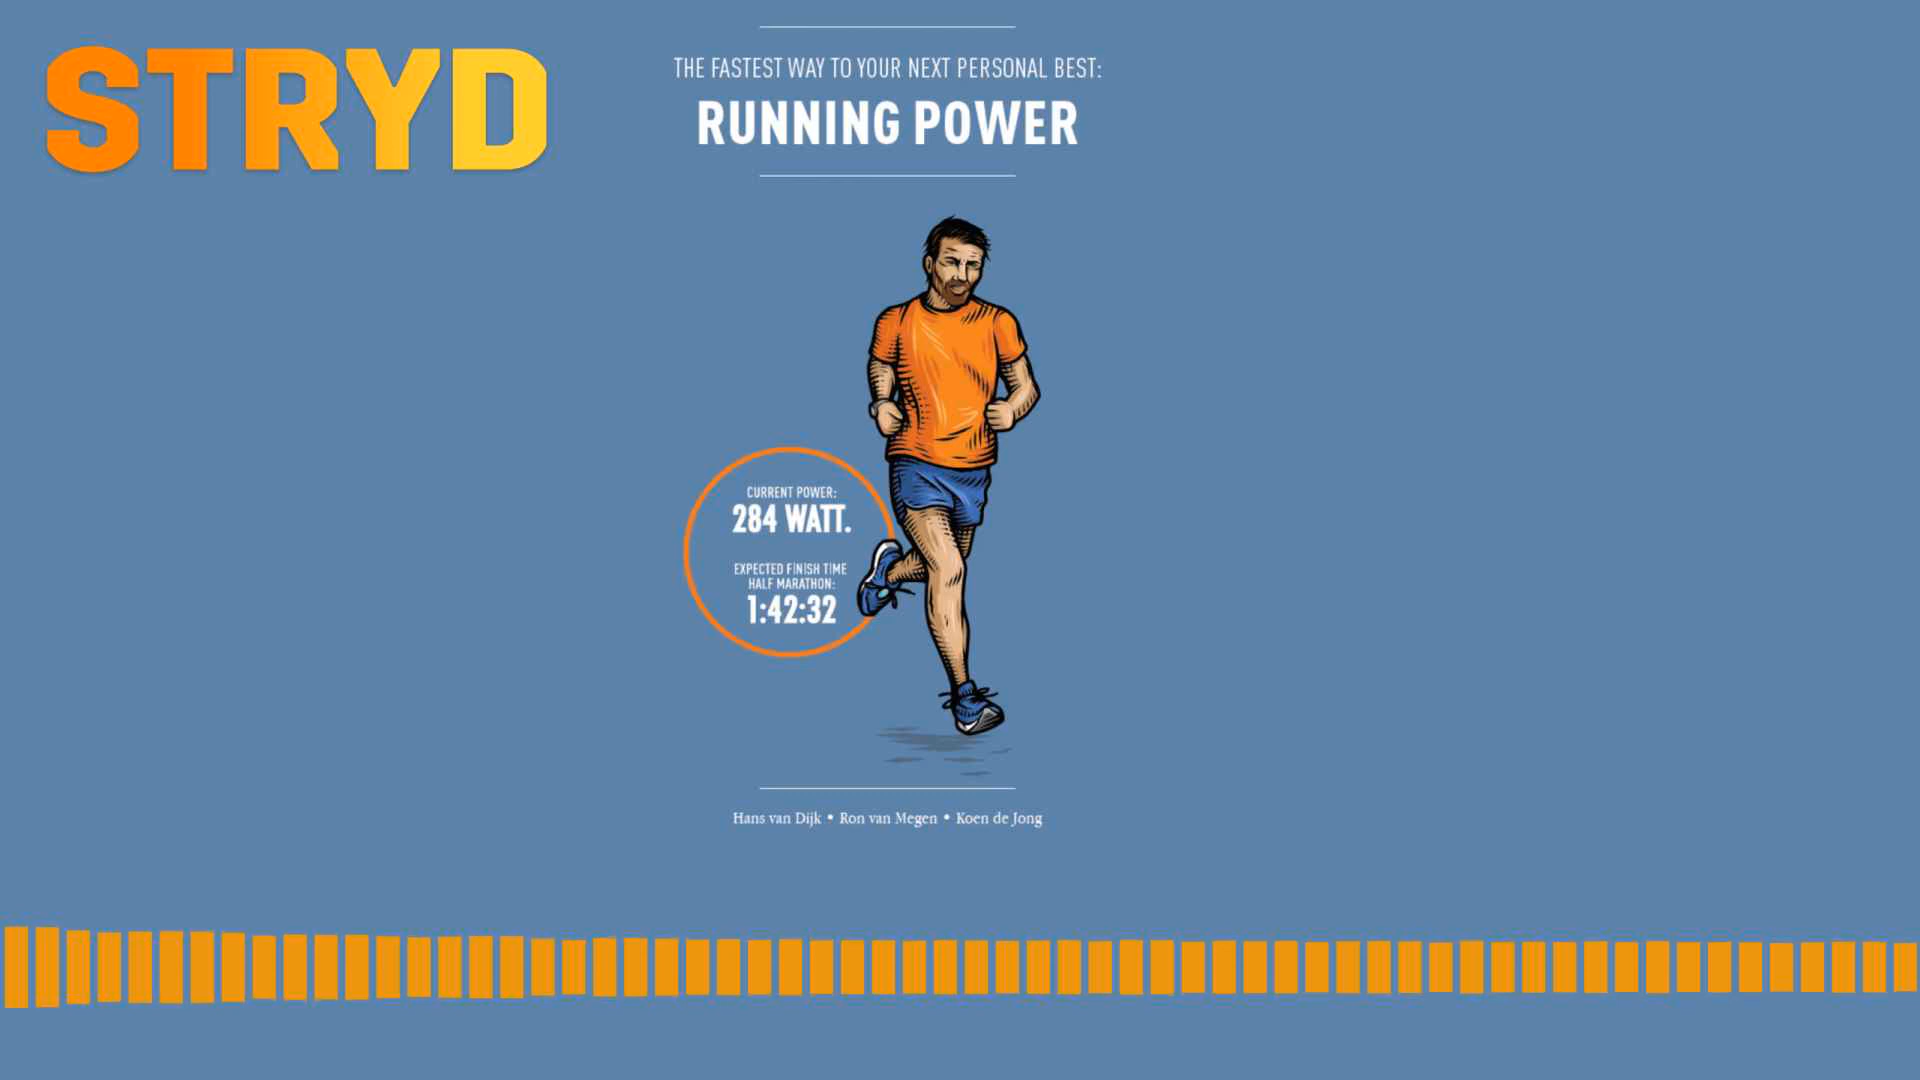 STRYD
THE FASTEST WAY TO YOUR NEXT PERSONAL BEST:
RUNNING POWER
CURRENT POWER:
284 WATT.
EXPECTED FINISH TIME
HALF MARATHON:
1:42:32
Hans van Dijk • Ron van Megen • Koen de Jong